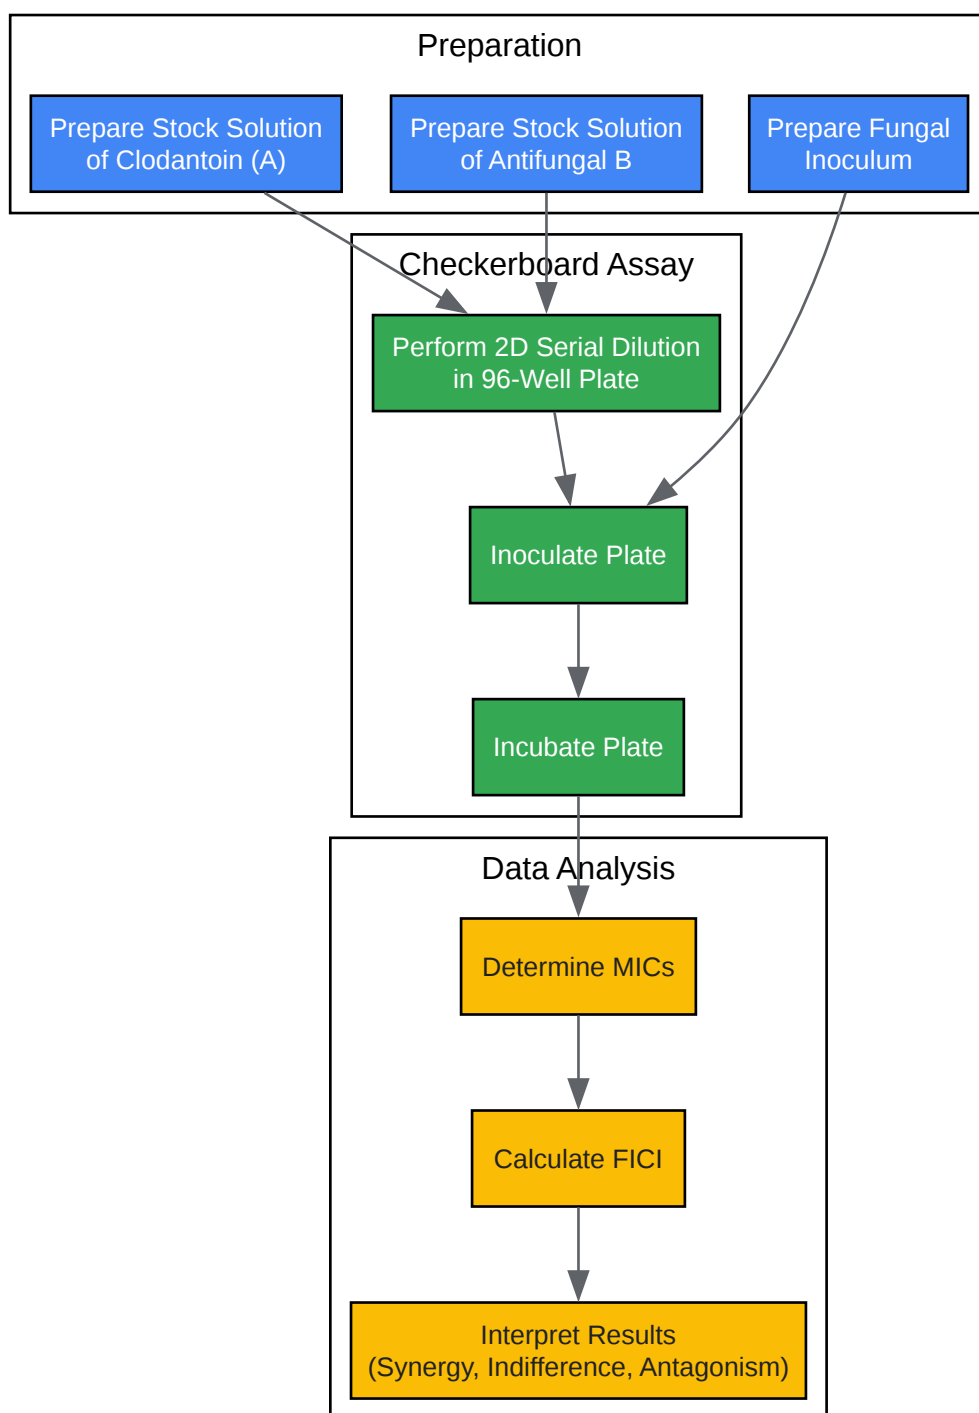 Preparation
Prepare Stock Solution
of Clodantoin (A)
Prepare Stock Solution
of Antifungal B
Prepare Fungal
Inoculum
Checkerboard Assay
Perform 2D Serial Dilution
in 96-Well Plate
Inoculate Plate
Incubate Plate
Data Analysis
Determine MICs
Calculate FICI
Interpret Results
(Synergy, Indifference, Antagonism)